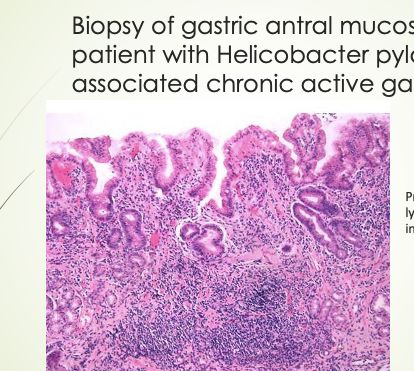 Biopsy of gastric antral mucos
patient with Helicobacter pylo
associated chronic active ga